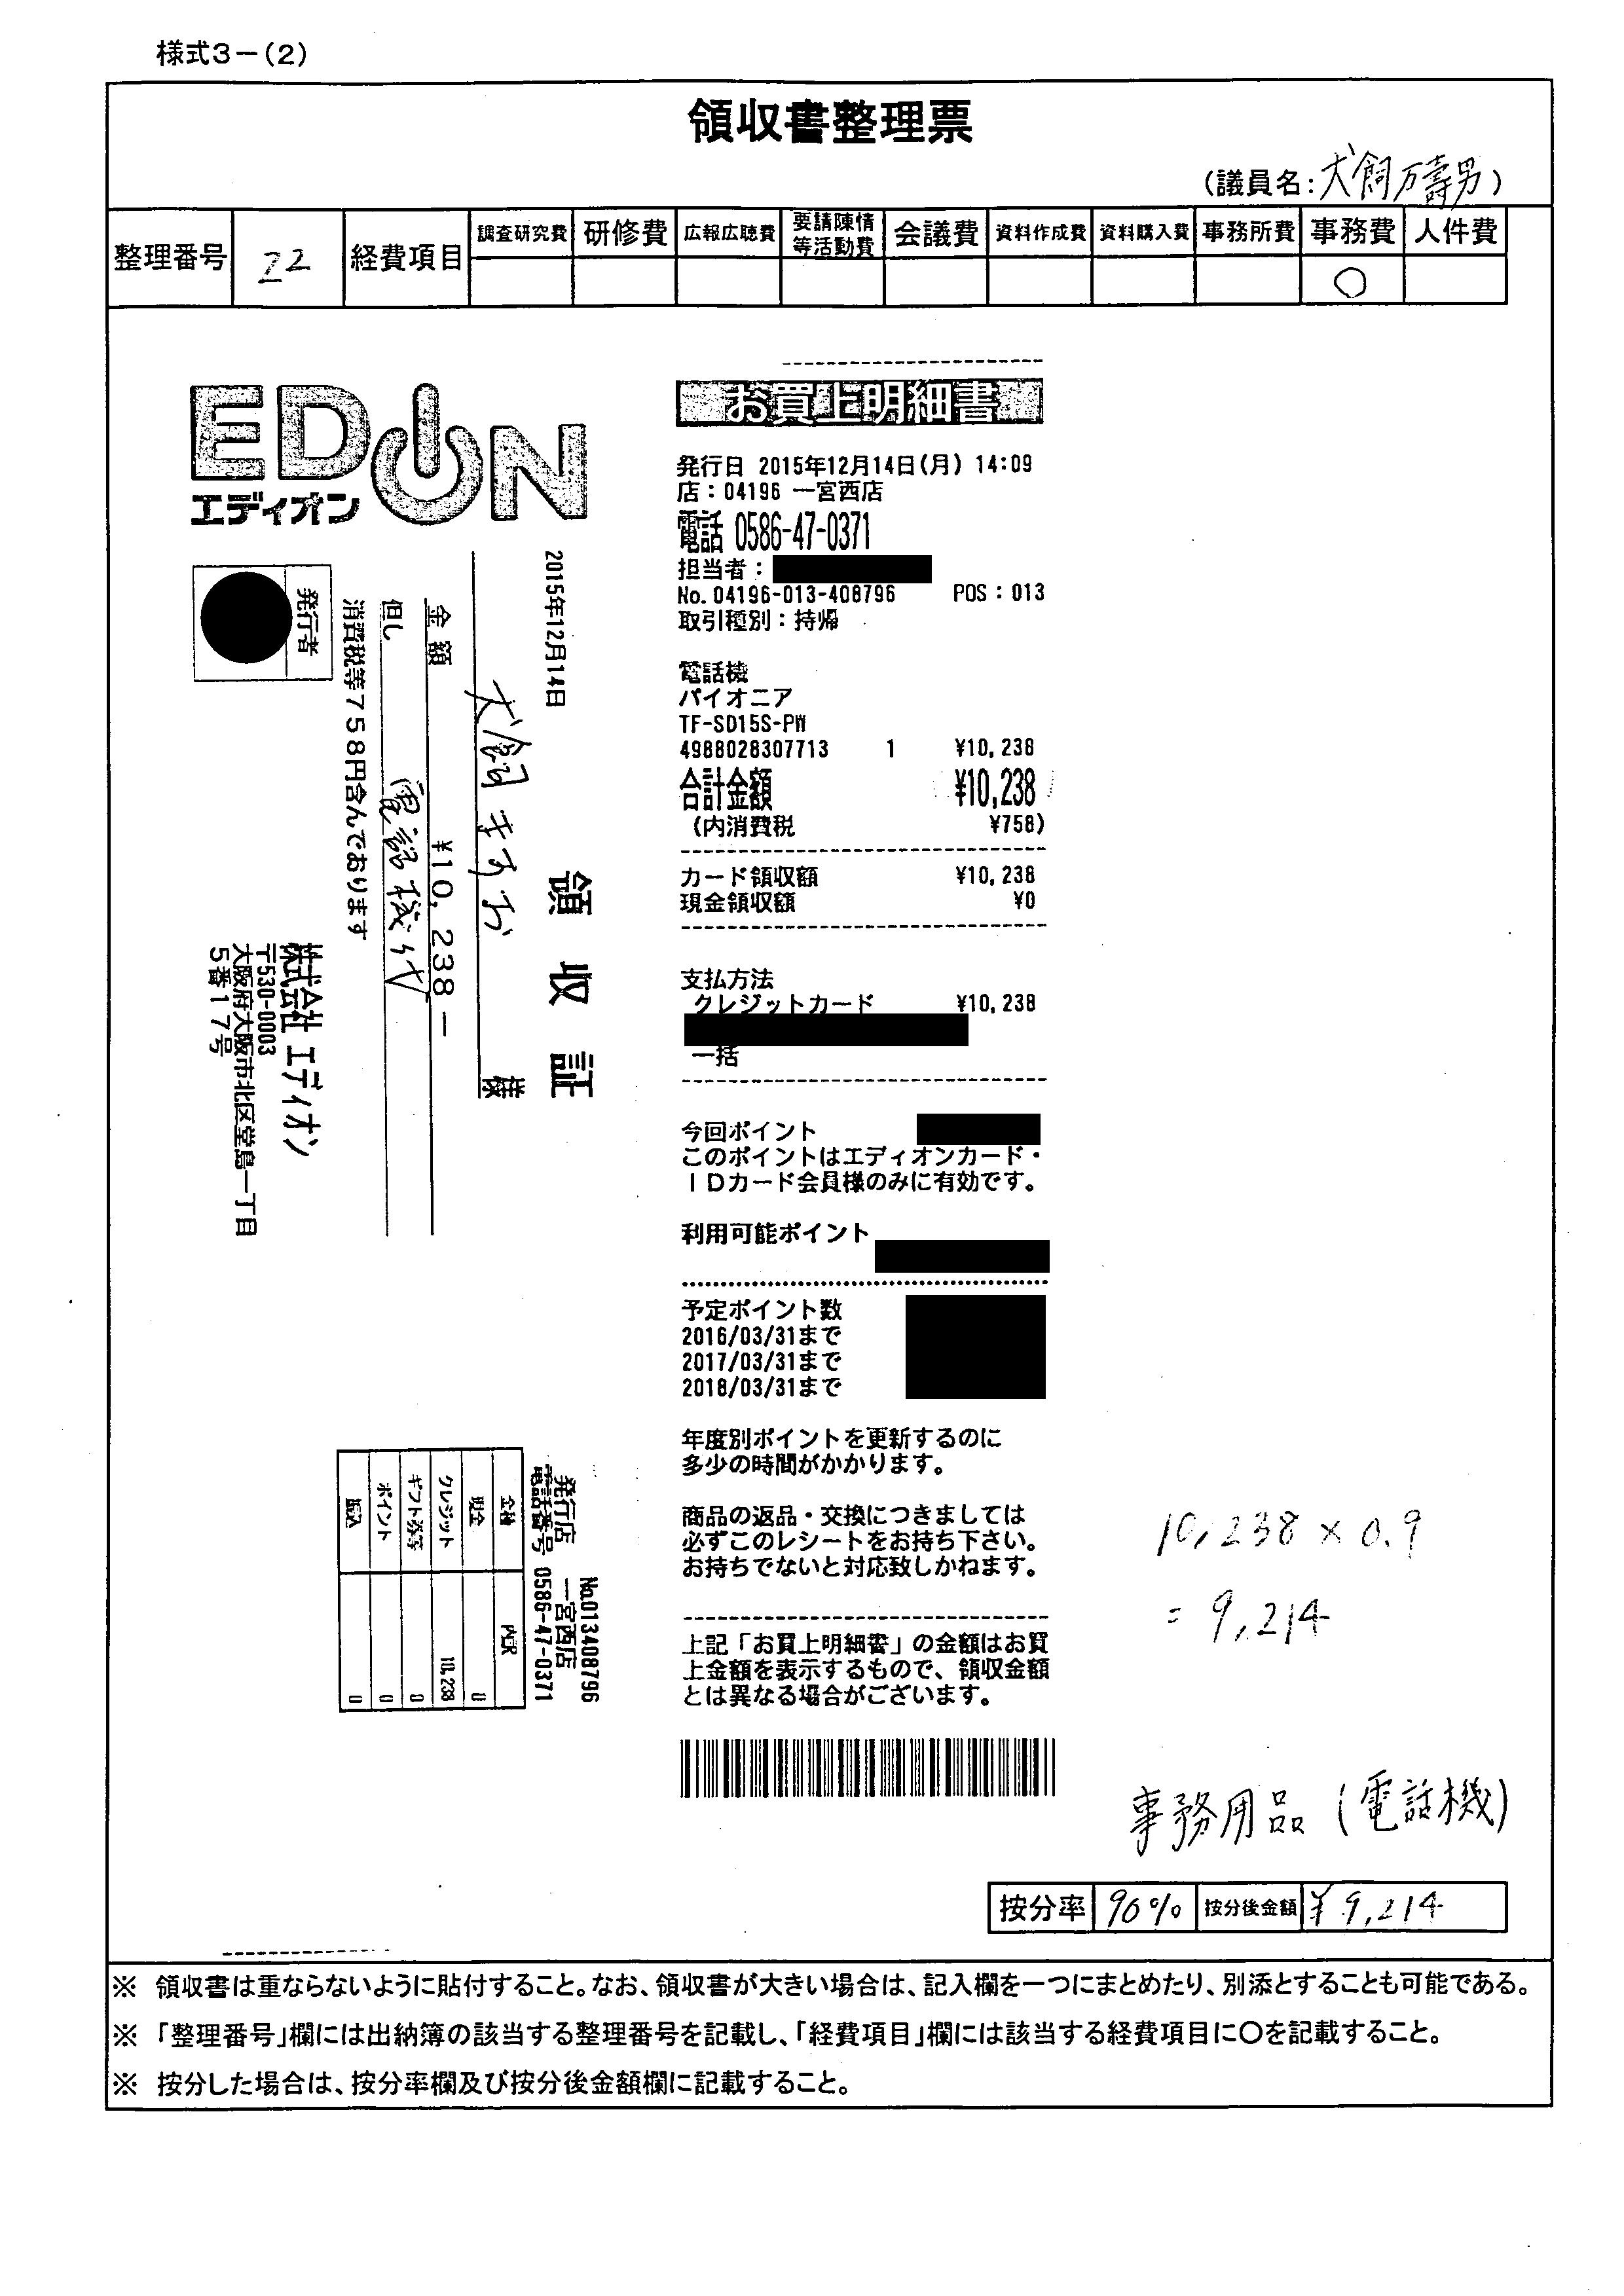 様式3-(2)
領収書整理票
(議員名:犬飼万壽男)
整理番号 22 経費項目 調査研究費 研修費 広報広聴費 要請陳情等活動費 会議費 資料作成費 資料購入費 事務所費 事務費 人件費
○
EDION
エディオン
領収証
2015年12月14日
犬飼ますお 様
金額 ¥10,238-
但し 電話機代
消費税等758円含んでおります
発行者
株式会社 エディオン
〒530-0003
大阪府大阪市北区堂島一丁目
5番17号
No.013408796
発行店 一宮西店
電話番号 0586-47-0371
金種 内訳
現金 0
クレジット 10,238
ギフト券等 0
ポイント 0
振込 0
お買上明細書
発行日 2015年12月14日(月) 14:09
店:04196 一宮西店
電話 0586-47-0371
担当者:
No.04196-013-408796 POS:013
取引種別:持帰
電話機
パイオニア
TF-SD15S-PW
4988028307713 1 ¥10,238
合計金額 ¥10,238
(内消費税 ¥758)
カード領収額 ¥10,238
現金領収額 ¥0
支払方法
クレジットカード ¥10,238
一括
今回ポイント
このポイントはエディオンカード・
IDカード会員様のみに有効です。
利用可能ポイント
予定ポイント数
2016/03/31まで
2017/03/31まで
2018/03/31まで
年度別ポイントを更新するのに
多少の時間がかかります。
商品の返品・交換につきましては
必ずこのレシートをお持ち下さい。
お持ちでないと対応致しかねます。
上記「お買上明細書」の金額はお買
上金額を表示するもので、領収金額
とは異なる場合がございます。
10,238×0.9
=9,214
事務用品(電話機)
按分率 90% 按分後金額 ¥9,214
※ 領収書は重ならないように貼付すること。なお、領収書が大きい場合は、記入欄を一つにまとめたり、別添とすることも可能である。
※ 「整理番号」欄には出納簿の該当する整理番号を記載し、「経費項目」欄には該当する経費項目に○を記載すること。
※ 按分した場合は、按分率欄及び按分後金額欄に記載すること。